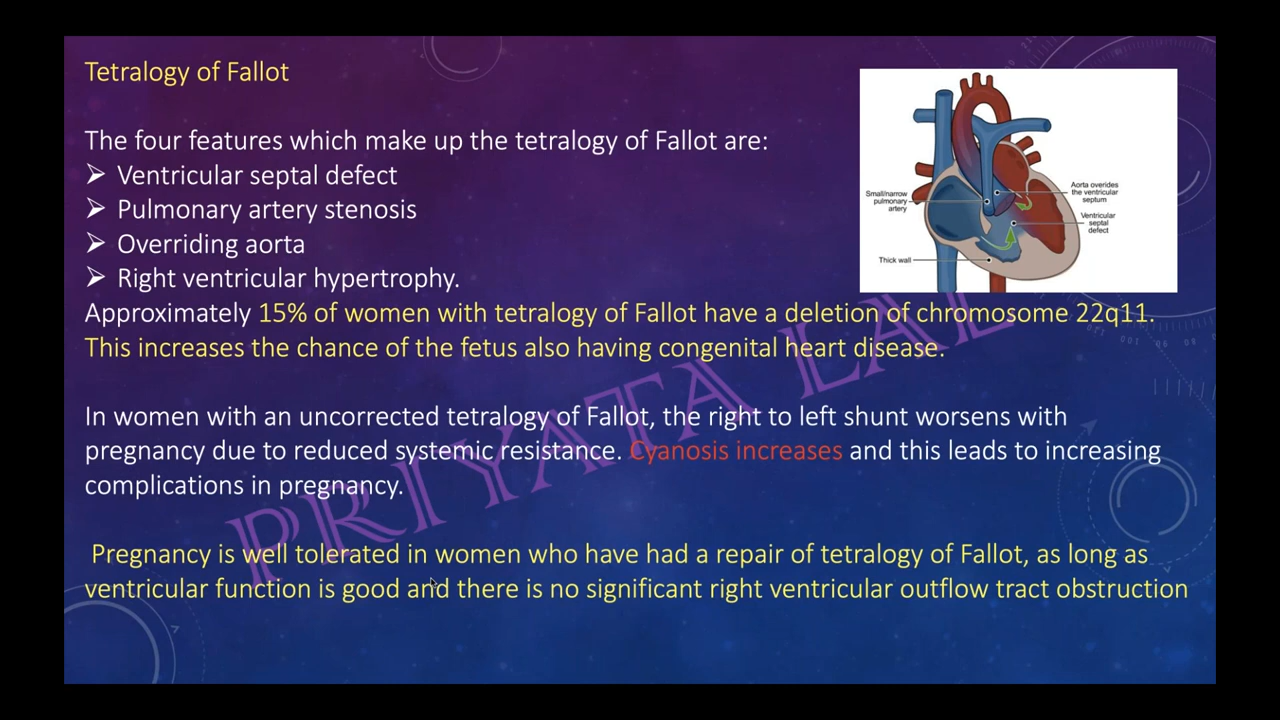 Tetralogy of Fallot
The four features which make up the tetralogy of Fallot are:
➢ Ventricular septal defect
➢ Pulmonary artery stenosis
➢ Overriding aorta
➢ Right ventricular hypertrophy.
Approximately 15% of women with tetralogy of Fallot have a deletion of chromosome 22q11.
This increases the chance of the fetus also having congenital heart disease.
In women with an uncorrected tetralogy of Fallot, the right to left shunt worsens with
pregnancy due to reduced systemic resistance. Cyanosis increases and this leads to increasing
complications in pregnancy.
Pregnancy is well tolerated in women who have had a repair of tetralogy of Fallot, as long as
ventricular function is good and there is no significant right ventricular outflow tract obstruction
Small/narrow
pulmonary
artery
Thick wall
Aorta overides
the ventricular
septum
Ventricular
septal
defect
PRIYATA LAL